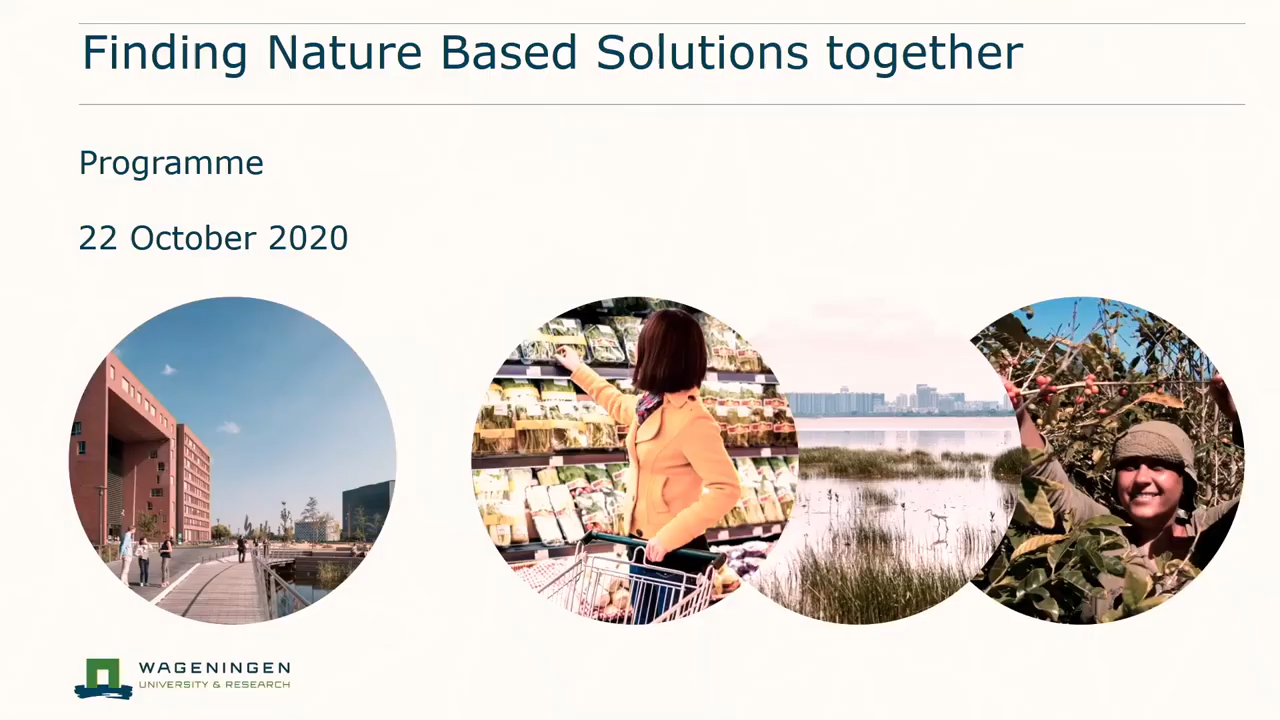 Finding Nature Based Solutions together
Programme
22 October 2020
WAGENINGEN
UNIVERSITY & RESEARCH